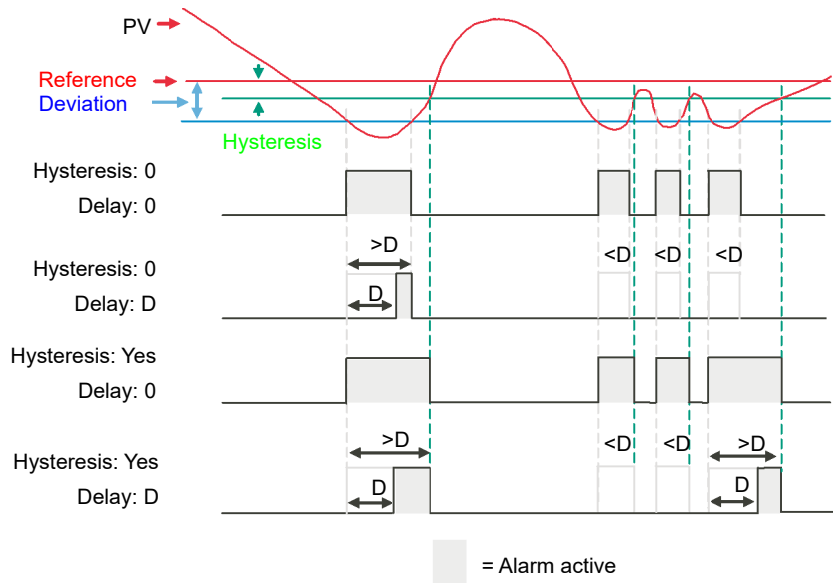 PV
Reference
Deviation
Hysteresis
Hysteresis: 0
Delay: 0
>D
<D
<D
<D
Hysteresis: 0
D
Delay: D
Hysteresis: Yes
Delay: 0
>D
<D
<D
>D
Hysteresis: Yes
D
D
Delay: D
= Alarm active